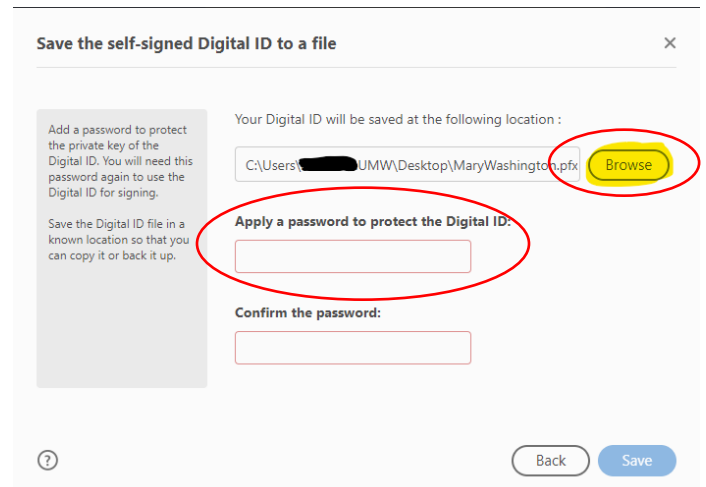 Save the self-signed Digital ID to a file
Add a password to protect
the private key of the
Digital ID. You will need this
password again to use the
Digital ID for signing.
Save the Digital ID file in a
known location so that you
can copy it or back it up.
Your Digital ID will be saved at the following location :
C:\Users\ UMW\Desktop\MaryWashington.pfx
Browse
Apply a password to protect the Digital ID:
Confirm the password:
?
Back
Save